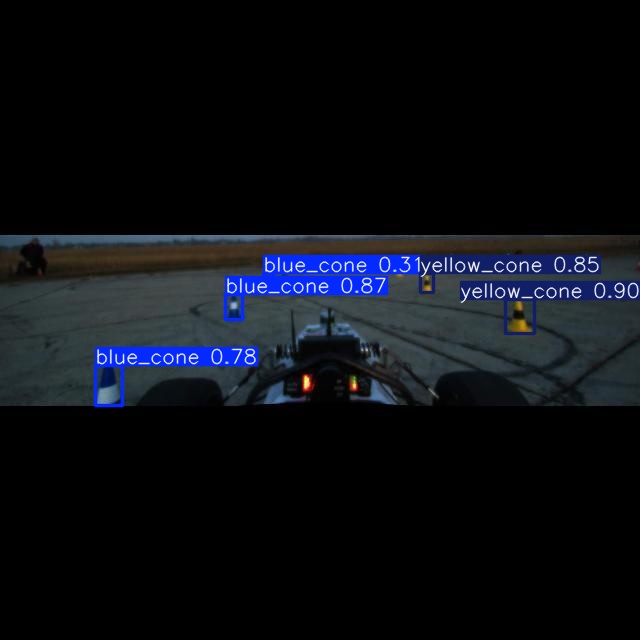 blue_cone 0.31
yellow_cone 0.85
blue_cone 0.87
yellow_cone 0.90
blue_cone 0.78